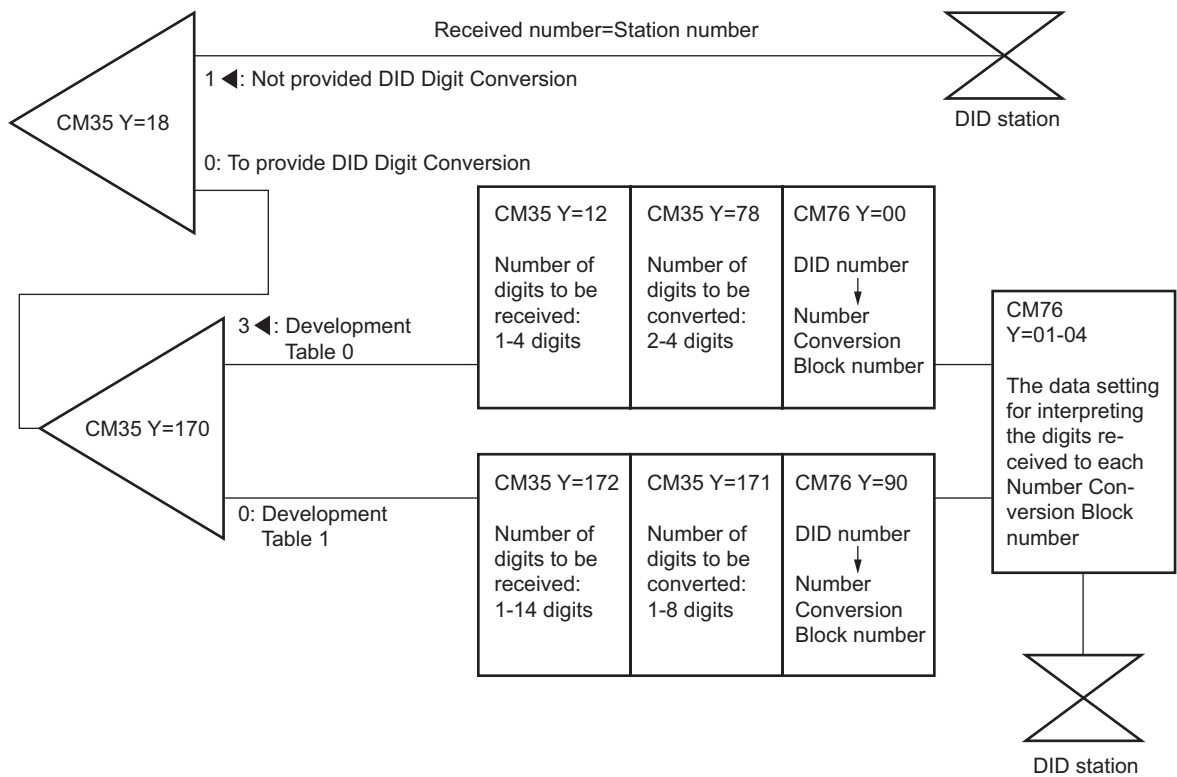 Received number=Station number
1 ◀: Not provided DID Digit Conversion
CM35 Y=18
DID station
0: To provide DID Digit Conversion
CM35 Y=12
Number of
digits to be
received:
1-4 digits
CM35 Y=78
Number of
digits to be
converted:
2-4 digits
CM76 Y=00
DID number
Number
Conversion
Block number
3 ◀: Development
Table 0
CM35 Y=170
0: Development
Table 1
CM35 Y=172
Number of
digits to be
received:
1-14 digits
CM35 Y=171
Number of
digits to be
converted:
1-8 digits
CM76 Y=90
DID number
Number
Conversion
Block number
CM76
Y=01-04
The data setting
for interpreting
the digits re-
ceived to each
Number Con-
version Block
number
DID station